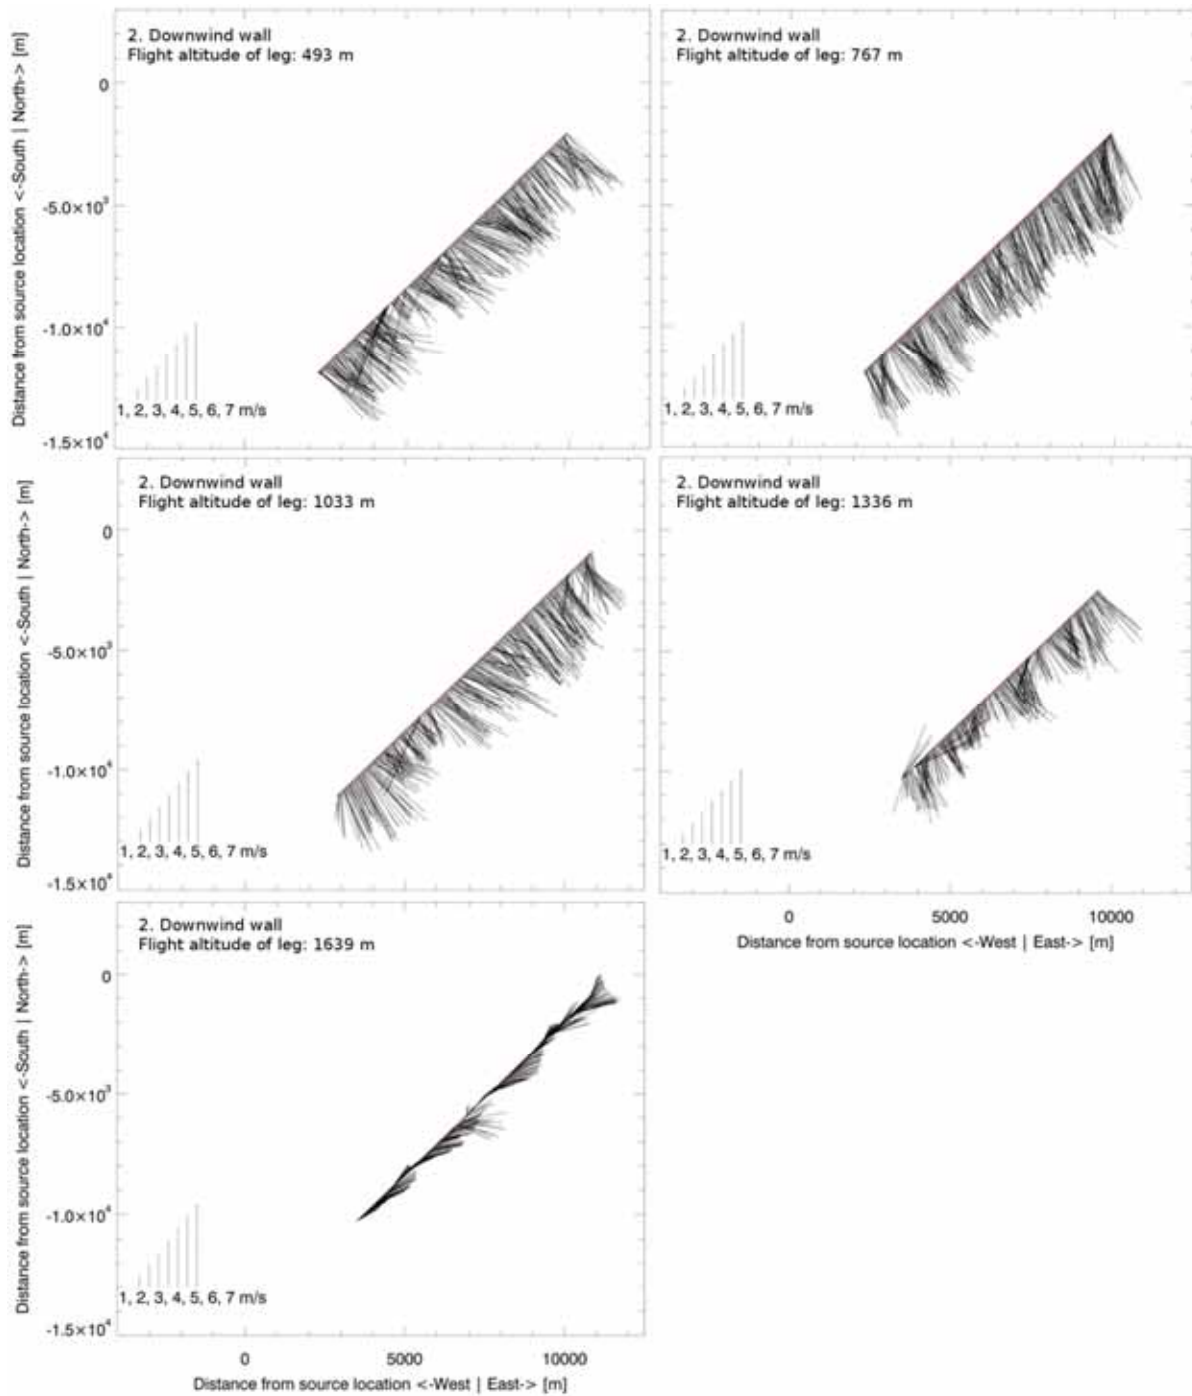 2. Downwind wall
Flight altitude of leg: 493 m
2. Downwind wall
Flight altitude of leg: 767 m
Distance from source location <-South | North-> [m]
0
-5.0×10³
-1.0×10⁴
-1.5×10⁴
1, 2, 3, 4, 5, 6, 7 m/s
1, 2, 3, 4, 5, 6, 7 m/s
2. Downwind wall
Flight altitude of leg: 1033 m
2. Downwind wall
Flight altitude of leg: 1336 m
Distance from source location <-South | North-> [m]
0
-5.0×10³
-1.0×10⁴
-1.5×10⁴
1, 2, 3, 4, 5, 6, 7 m/s
1, 2, 3, 4, 5, 6, 7 m/s
0 5000 10000
Distance from source location <-West | East-> [m]
2. Downwind wall
Flight altitude of leg: 1639 m
Distance from source location <-South | North-> [m]
0
-5.0×10³
-1.0×10⁴
-1.5×10⁴
1, 2, 3, 4, 5, 6, 7 m/s
0 5000 10000
Distance from source location <-West | East-> [m]